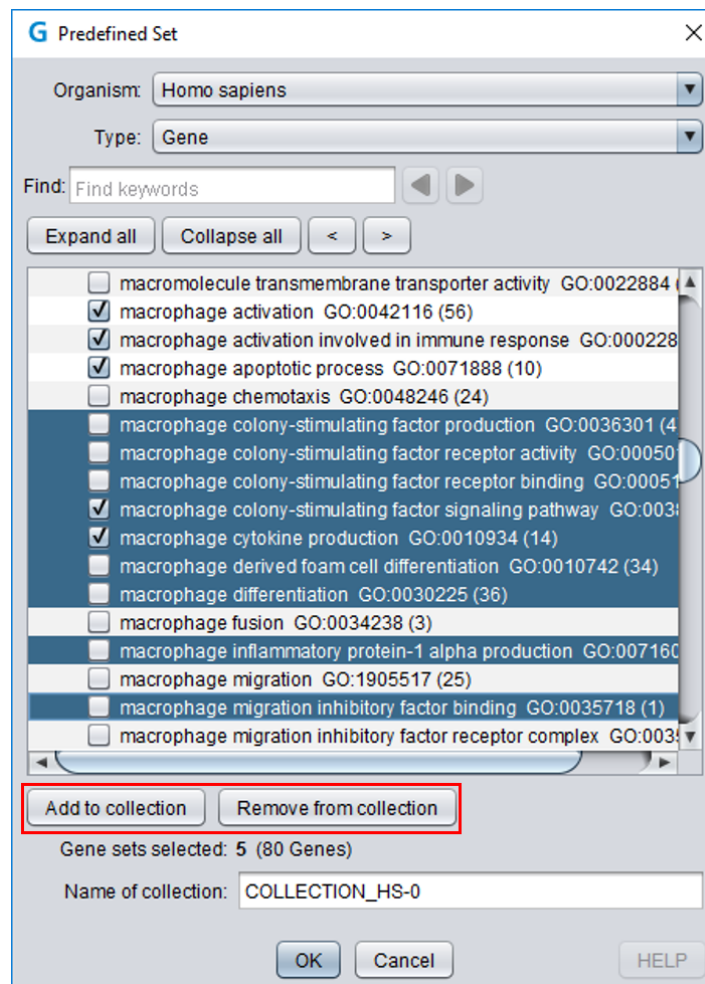 G Predefined Set
Organism: Homo sapiens
Type: Gene
Find: Find keywords
Expand all Collapse all < >
macromolecule transmembrane transporter activity GO:0022884 (
macrophage activation GO:0042116 (56)
macrophage activation involved in immune response GO:000228
macrophage apoptotic process GO:0071888 (10)
macrophage chemotaxis GO:0048246 (24)
macrophage colony-stimulating factor production GO:0036301 (4
macrophage colony-stimulating factor receptor activity GO:000501
macrophage colony-stimulating factor receptor binding GO:00051
macrophage colony-stimulating factor signaling pathway GO:0038
macrophage cytokine production GO:0010934 (14)
macrophage derived foam cell differentiation GO:0010742 (34)
macrophage differentiation GO:0030225 (36)
macrophage fusion GO:0034238 (3)
macrophage inflammatory protein-1 alpha production GO:007160
macrophage migration GO:1905517 (25)
macrophage migration inhibitory factor binding GO:0035718 (1)
macrophage migration inhibitory factor receptor complex GO:0035
Add to collection Remove from collection
Gene sets selected: 5 (80 Genes)
Name of collection: COLLECTION_HS-0
OK Cancel HELP